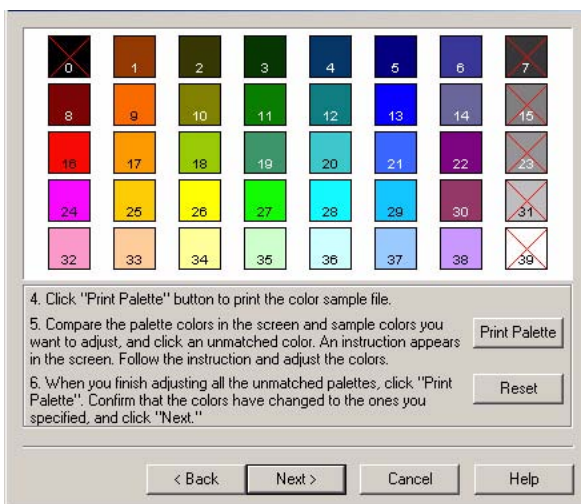 0 1 2 3 4 5 6 7
8 9 10 11 12 13 14 15
16 17 18 19 20 21 22 23
24 25 26 27 28 29 30 31
32 33 34 35 36 37 38 39
4. Click "Print Palette" button to print the color sample file.
5. Compare the palette colors in the screen and sample colors you
want to adjust, and click an unmatched color. An instruction appears
in the screen. Follow the instruction and adjust the colors.
Print Palette
6. When you finish adjusting all the unmatched palettes, click "Print
Palette". Confirm that the colors have changed to the ones you
specified, and click "Next."
Reset
< Back Next > Cancel Help